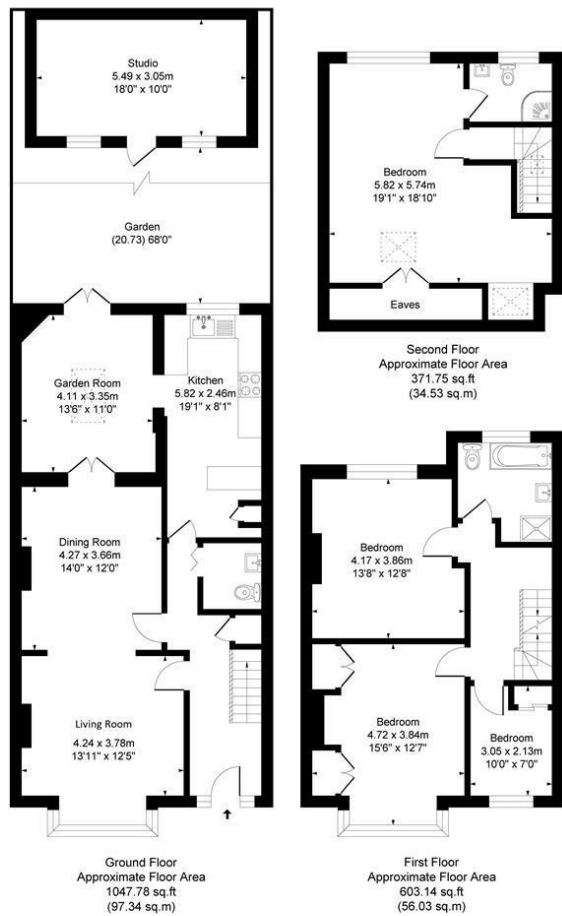 Studio
5.49 x 3.05m
18'0" x 10'0"
Garden
(20.73) 68'0"
Garden Room
4.11 x 3.35m
13'6" x 11'0"
Kitchen
5.82 x 2.46m
19'1" x 8'1"
Dining Room
4.27 x 3.66m
14'0" x 12'0"
Living Room
4.24 x 3.78m
13'11" x 12'5"
Ground Floor
Approximate Floor Area
1047.78 sq.ft
(97.34 sq.m)
Bedroom
5.82 x 5.74m
19'1" x 18'10"
Eaves
Second Floor
Approximate Floor Area
371.75 sq.ft
(34.53 sq.m)
Bedroom
4.17 x 3.86m
13'8" x 12'8"
Bedroom
4.72 x 3.84m
15'6" x 12'7"
Bedroom
3.05 x 2.13m
10'0" x 7'0"
First Floor
Approximate Floor Area
603.14 sq.ft
(56.03 sq.m)